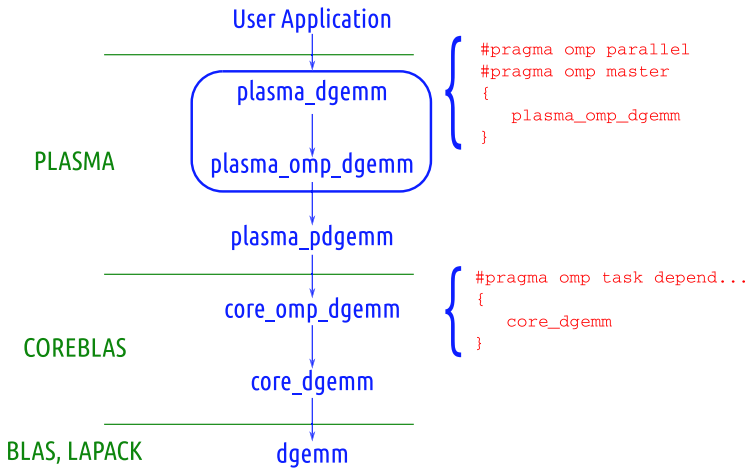 User Application
#pragma omp parallel
#pragma omp master
{
plasma_dgemm
plasma_omp_dgemm
}
PLASMA
plasma_omp_dgemm
plasma_pdgemm
#pragma omp task depend...
{
core_omp_dgemm
core_dgemm
}
COREBLAS
core_dgemm
BLAS, LAPACK
dgemm